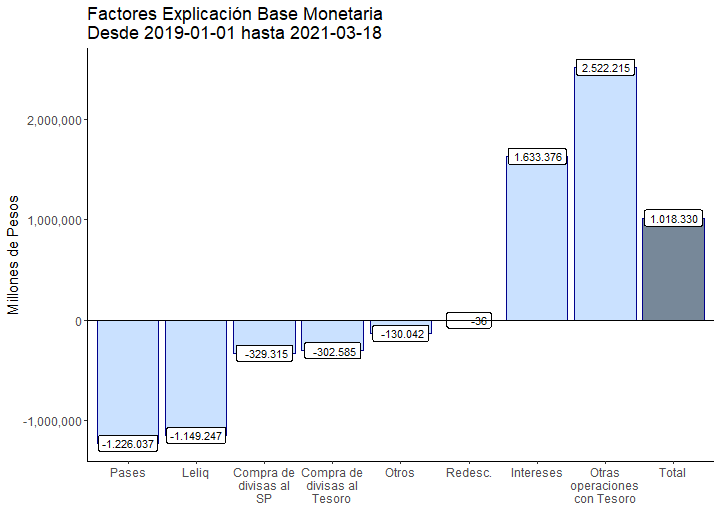 Factores Explicación Base Monetaria
Desde 2019-01-01 hasta 2021-03-18
Millones de Pesos
2,000,000
1,000,000
0
-1,000,000
-1.226.037
-1.149.247
-329.315
-302.585
-130.042
-36
1.633.376
2.522.215
1.018.330
Pases
Leliq
Compra de
divisas al
SP
Compra de
divisas al
Tesoro
Otros
Redesc.
Intereses
Otras
operaciones
con Tesoro
Total